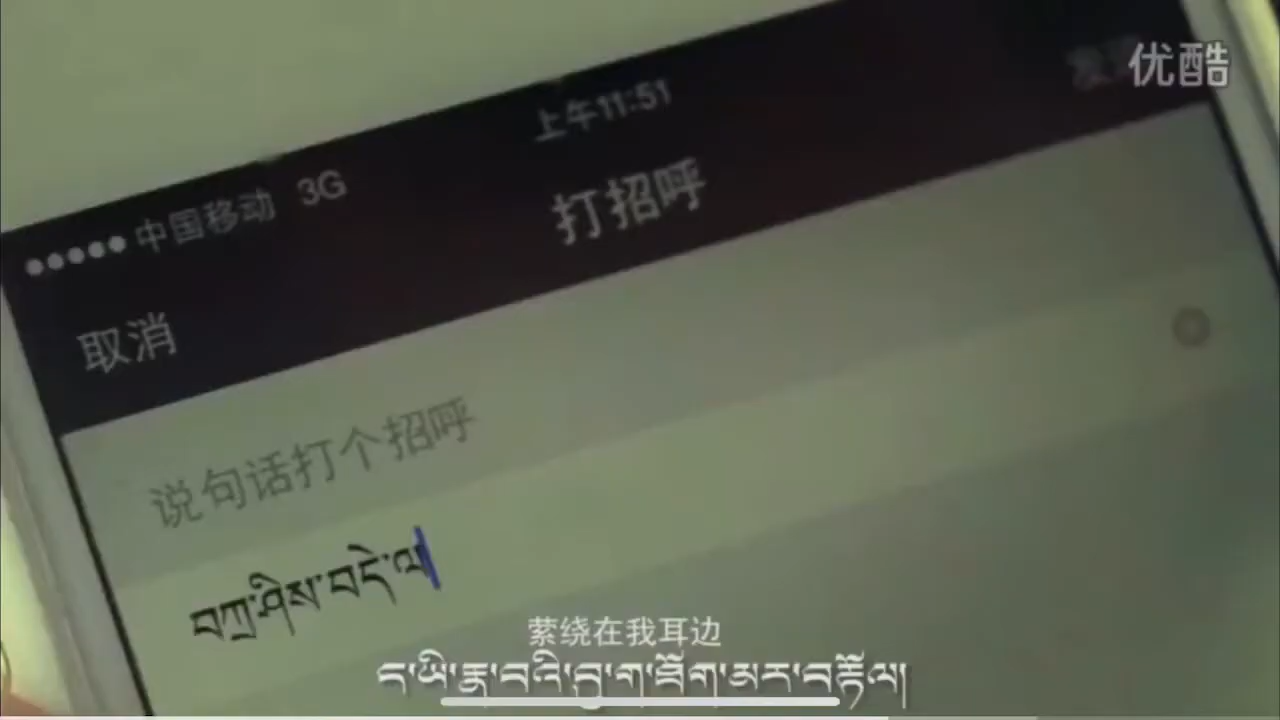 优酷
上午11:51
中国移动 3G
打招呼
取消
说句话打个招呼
བཀྲ་ཤིས་བདེ་ལ
萦绕在我耳边
ང་ཡི་རྣ་བའི་བུ་ག་ཐོག་མར་བརྟོལ།